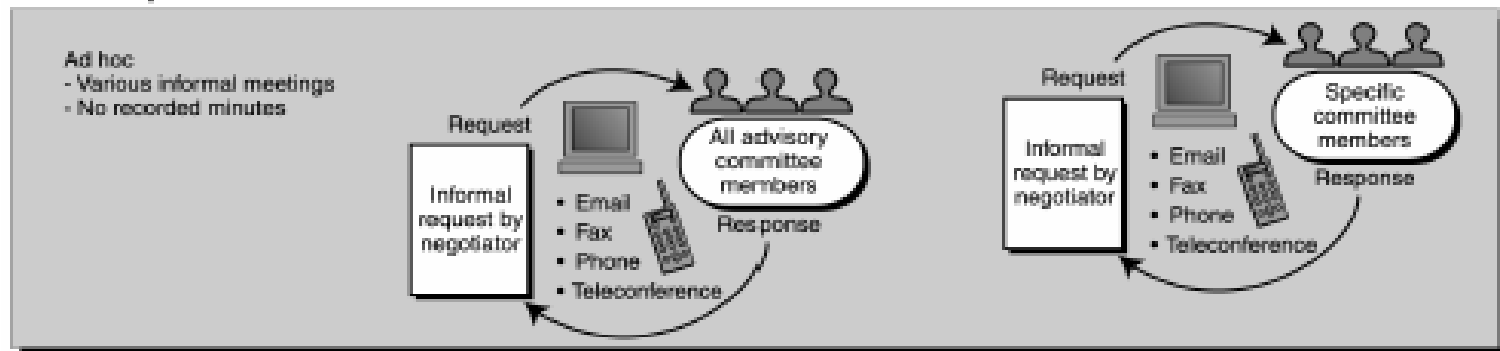 Ad hoc
- Various informal meetings
- No recorded minutes
Request
Informal
request by
negotiator
• Email
• Fax
• Phone
• Teleconference
All advisory
committee
members
Response
Request
Informal
request by
negotiator
• Email
• Fax
• Phone
• Teleconference
Specific
committee
members
Response